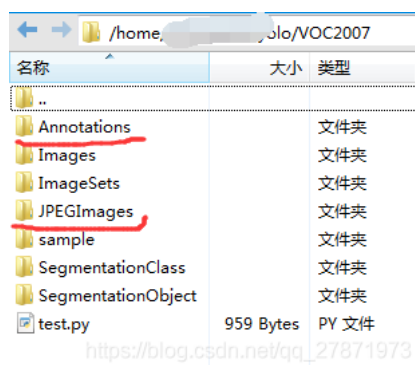 /home/ olo/VOC2007
名称 大小 类型
..
Annotations 文件夹
Images 文件夹
ImageSets 文件夹
JPEGImages 文件夹
sample 文件夹
SegmentationClass 文件夹
SegmentationObject 文件夹
test.py 959 Bytes PY 文件
https://blog.csdn.net/qq_27871973